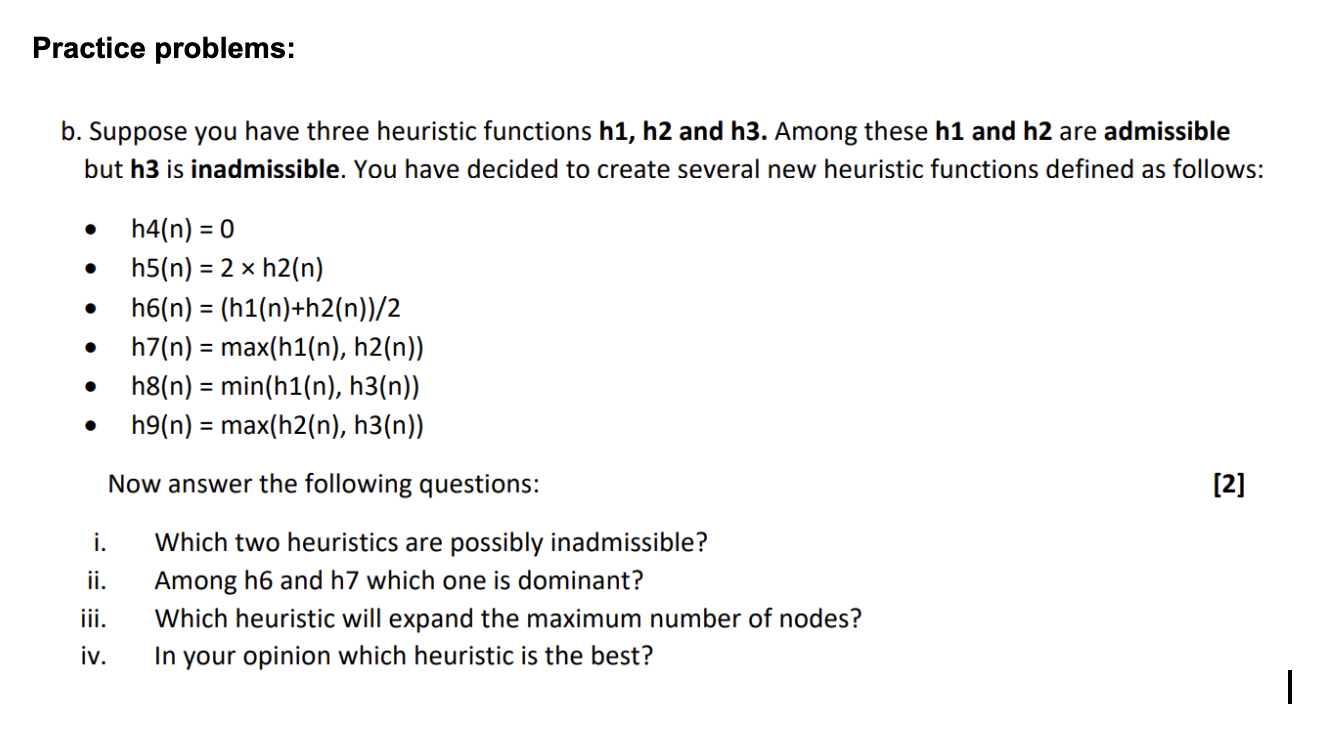 Practice problems:
b. Suppose you have three heuristic functions h1, h2 and h3. Among these h1 and h2 are admissible
but h3 is inadmissible. You have decided to create several new heuristic functions defined as follows:
• h4(n) = 0
• h5(n) = 2 × h2(n)
• h6(n) = (h1(n)+h2(n))/2
• h7(n) = max(h1(n), h2(n))
• h8(n) = min(h1(n), h3(n))
• h9(n) = max(h2(n), h3(n))
Now answer the following questions: [2]
i. Which two heuristics are possibly inadmissible?
ii. Among h6 and h7 which one is dominant?
iii. Which heuristic will expand the maximum number of nodes?
iv. In your opinion which heuristic is the best?